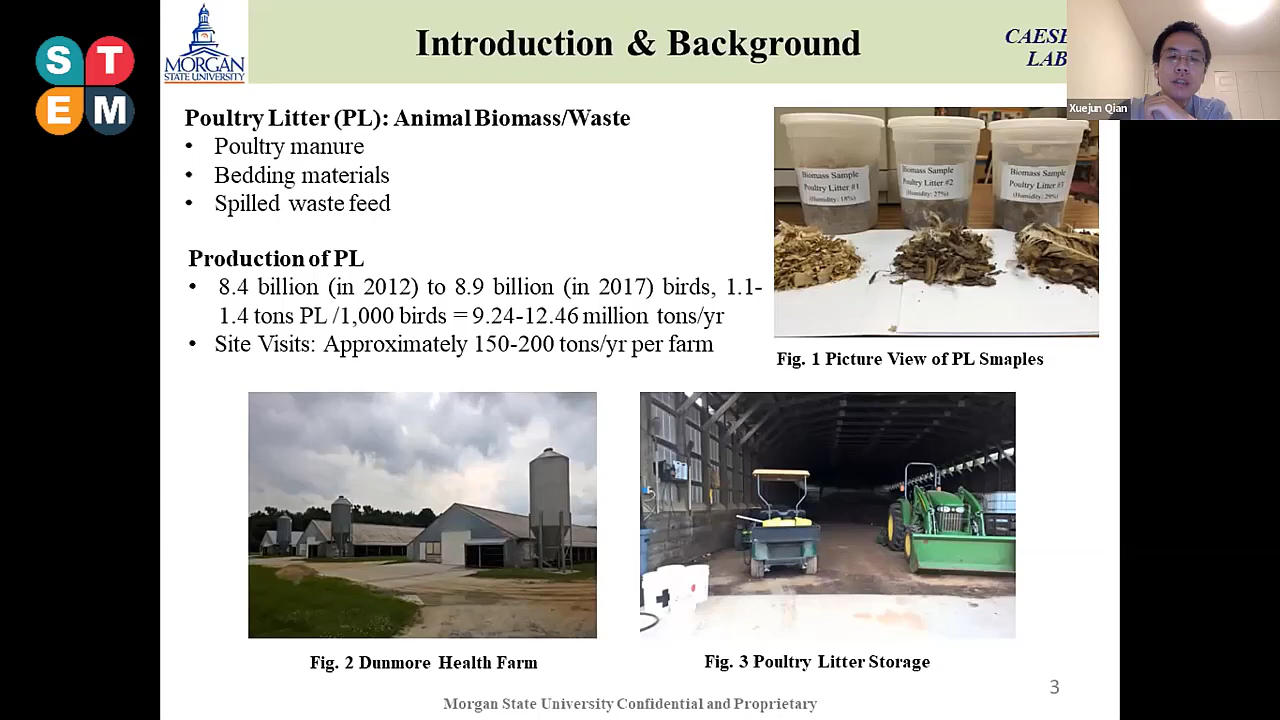 STEM
MORGAN
STATE UNIVERSITY
Introduction & Background
LAB
Xuejun Qian
Poultry Litter (PL): Animal Biomass/Waste
• Poultry manure
• Bedding materials
• Spilled waste feed
Production of PL
• 8.4 billion (in 2012) to 8.9 billion (in 2017) birds, 1.1-
1.4 tons PL /1,000 birds = 9.24-12.46 million tons/yr
• Site Visits: Approximately 150-200 tons/yr per farm
Biomass Sample
Poultry Litter #1
(Humidity: 18%)
Biomass Sample
Poultry Litter #2
(Humidity: 27%)
Biomass Sample
Poultry Litter #3
(Humidity: 29%)
Fig. 1 Picture View of PL Smaples
Fig. 2 Dunmore Health Farm
Fig. 3 Poultry Litter Storage
3
Morgan State University Confidential and Proprietary